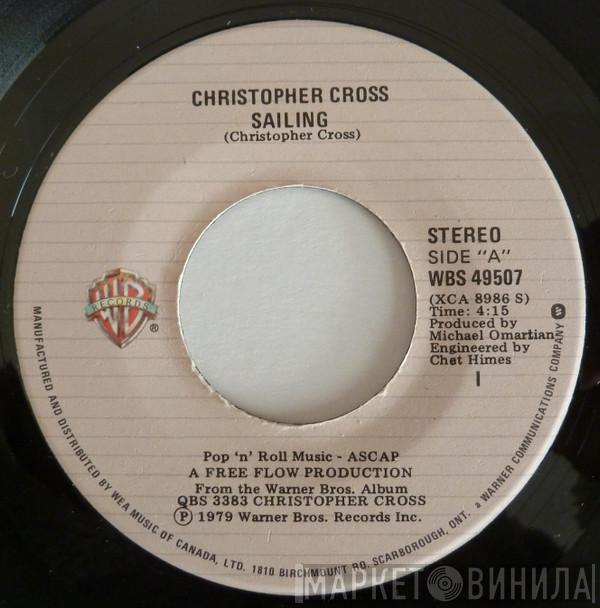 CHRISTOPHER CROSS
SAILING
(Christopher Cross)
STEREO
SIDE "A"
WBS 49507
(XCA 8986 S)
Time: 4:15
Produced by
Michael Omartian
Engineered by
Chet Himes
I
WB
RECORDS
®
Pop 'n' Roll Music - ASCAP
A FREE FLOW PRODUCTION
From the Warner Bros. Album
QBS 3383 CHRISTOPHER CROSS
℗ 1979 Warner Bros. Records Inc.
MANUFACTURED AND DISTRIBUTED BY WEA MUSIC OF CANADA, LTD. 1810 BIRCHMOUNT RD. SCARBOROUGH, ONT. a WARNER COMMUNICATIONS COMPANY
МАРКЕТ ВИНИЛА